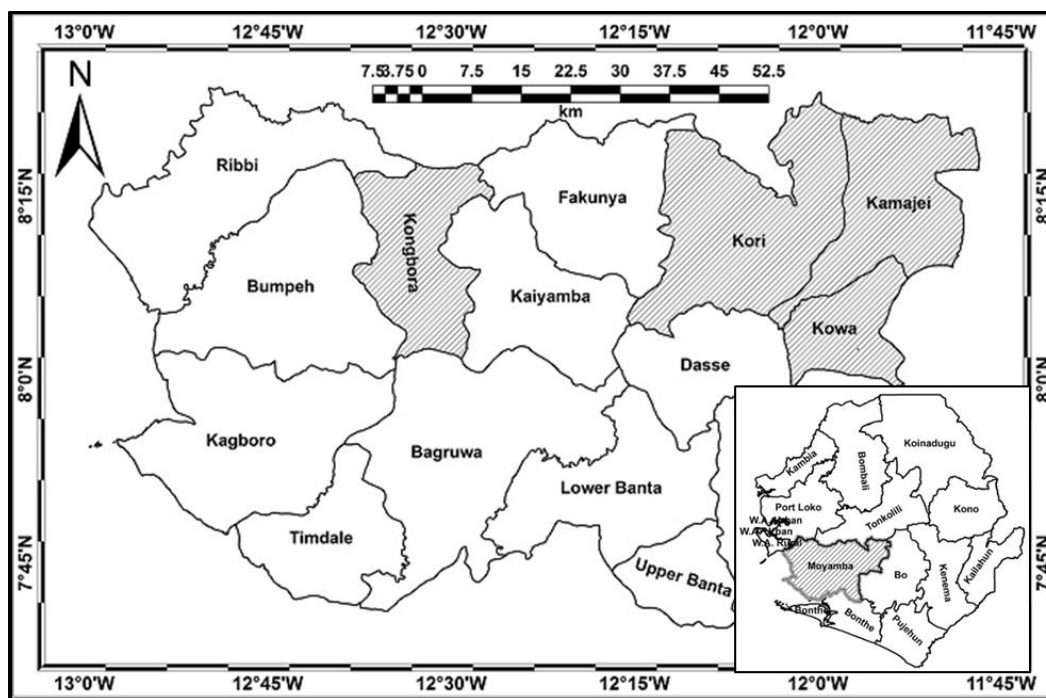 13°0'W 12°45'W 12°30'W 12°15'W 12°0'W 11°45'W
N
7.5 3.75 0 7.5 15 22.5 30 37.5 45 52.5
km
8°15'N
8°0'N
7°45'N
8°15'N
8°0'N
7°45'N
Ribbi
Fakunya
Kamajei
Kongbora
Kori
Bumpeh
Kaiyamba
Kowa
Dasse
Kagboro
Bagruwa
Lower Banta
Timdale
Upper Banta
Koinadugu
Kambia
Bombali
Port Loko
Kono
Tonkolili
W.A.
W.A.
W.A. Rural
Moyamba
Bo
Kenema
Kailahun
Bonthe
Bonthe
Pujehun
13°0'W 12°45'W 12°30'W 12°15'W 12°0'W 11°45'W